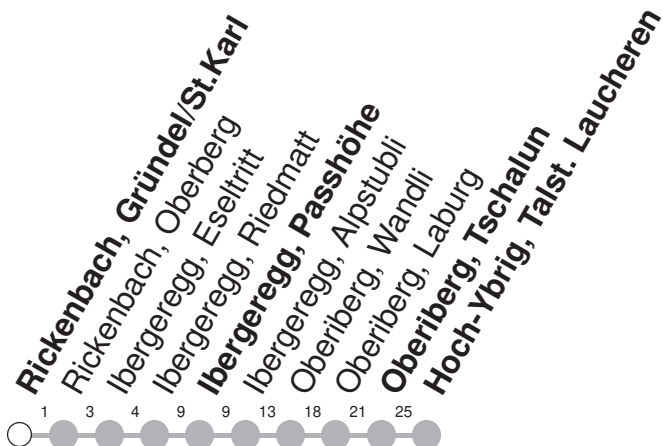 Rickenbach, Gründel/St.Karl
Rickenbach, Oberberg
Ibergeregg, Eseltritt
Ibergeregg, Riedmatt
Ibergeregg, Passhöhe
Ibergeregg, Alpstubli
Oberiberg, Wandli
Oberiberg, Laburg
Oberiberg, Tschalun
Hoch-Ybrig, Talst. Laucheren
1 3 4 9 9 13 18 21 25